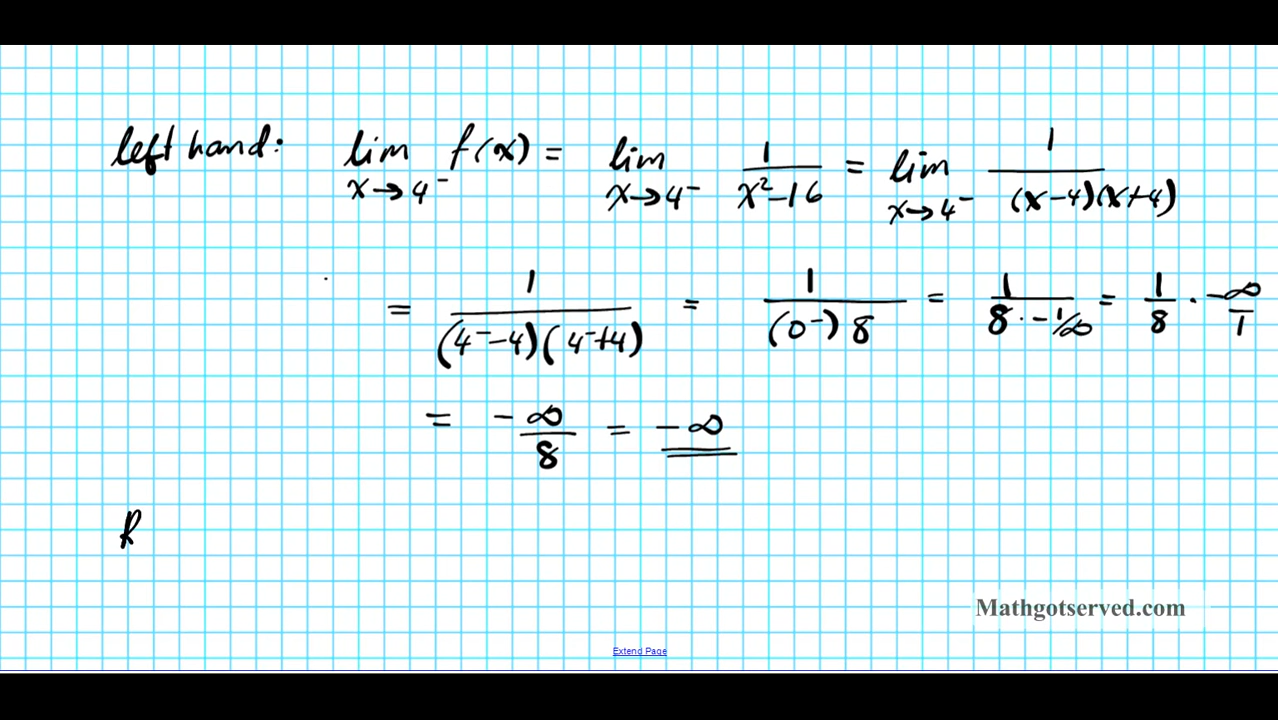 left hand: lim x→4⁻ f(x) = lim x→4⁻ 1/(x²-16) = lim x→4⁻ 1/((x-4)(x+4))
= 1/((4⁻-4)(4⁻+4)) = 1/((0⁻)8) = 1/(8·-1/∞) = 1/8 · -∞/1
= -∞/8 = -∞
R
Mathgotserved.com
Extend Page